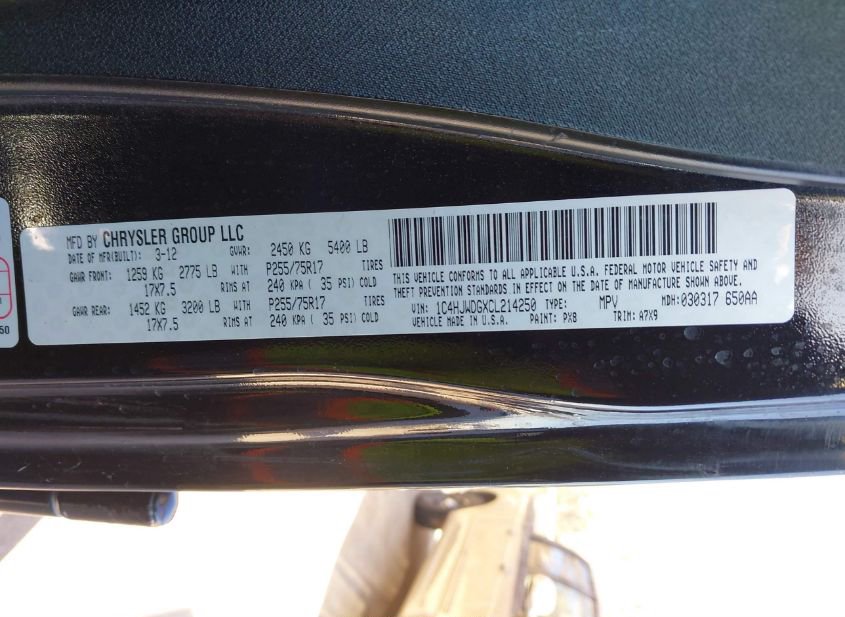 MFD BY CHRYSLER GROUP LLC
DATE OF MFR(BUILT): 3-12 GVWR: 2450 KG 5400 LB
GAWR FRONT: 1259 KG 2775 LB WITH P255/75R17 TIRES
17X7.5 RIMS AT 240 KPA ( 35 PSI) COLD
GAWR REAR: 1452 KG 3200 LB WITH P255/75R17 TIRES
17X7.5 RIMS AT 240 KPA ( 35 PSI) COLD
THIS VEHICLE CONFORMS TO ALL APPLICABLE U.S.A. FEDERAL MOTOR VEHICLE SAFETY AND
THEFT PREVENTION STANDARDS IN EFFECT ON THE DATE OF MANUFACTURE SHOWN ABOVE.
VIN: 1C4HJWDGXCL214250 TYPE: MPV MDH: 030317 650AA
VEHICLE MADE IN U.S.A. PAINT: PX8 TRIM: A7X9
50